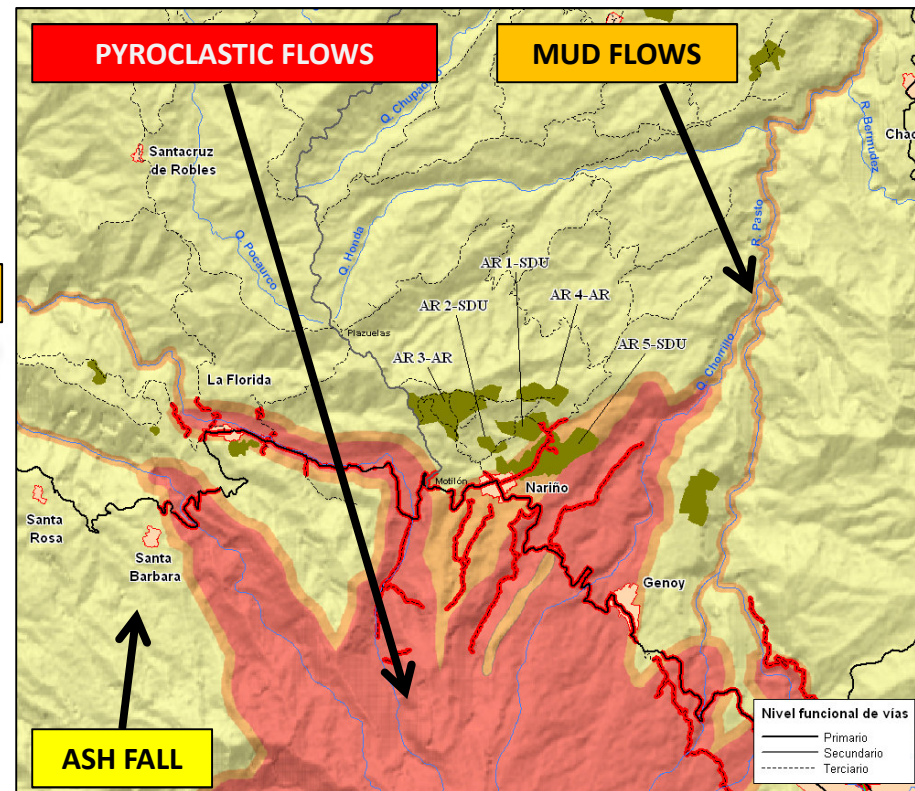 PYROCLASTIC FLOWS
MUD FLOWS
Q. Chupad
R. Bermudez
Chac
Santacruz
de Robles
Q. Pocaurco
Q. Honda
R. Pasto
AR 1-SDU
AR 2-SDU
AR 4-AR
Plazuelas
AR 3-AR
AR 5-SDU
Q. Chorrillo
La Florida
Motilón
Nariño
Santa
Rosa
Santa
Barbara
Genoy
ASH FALL
Nivel funcional de vías
Primario
Secundario
Terciario